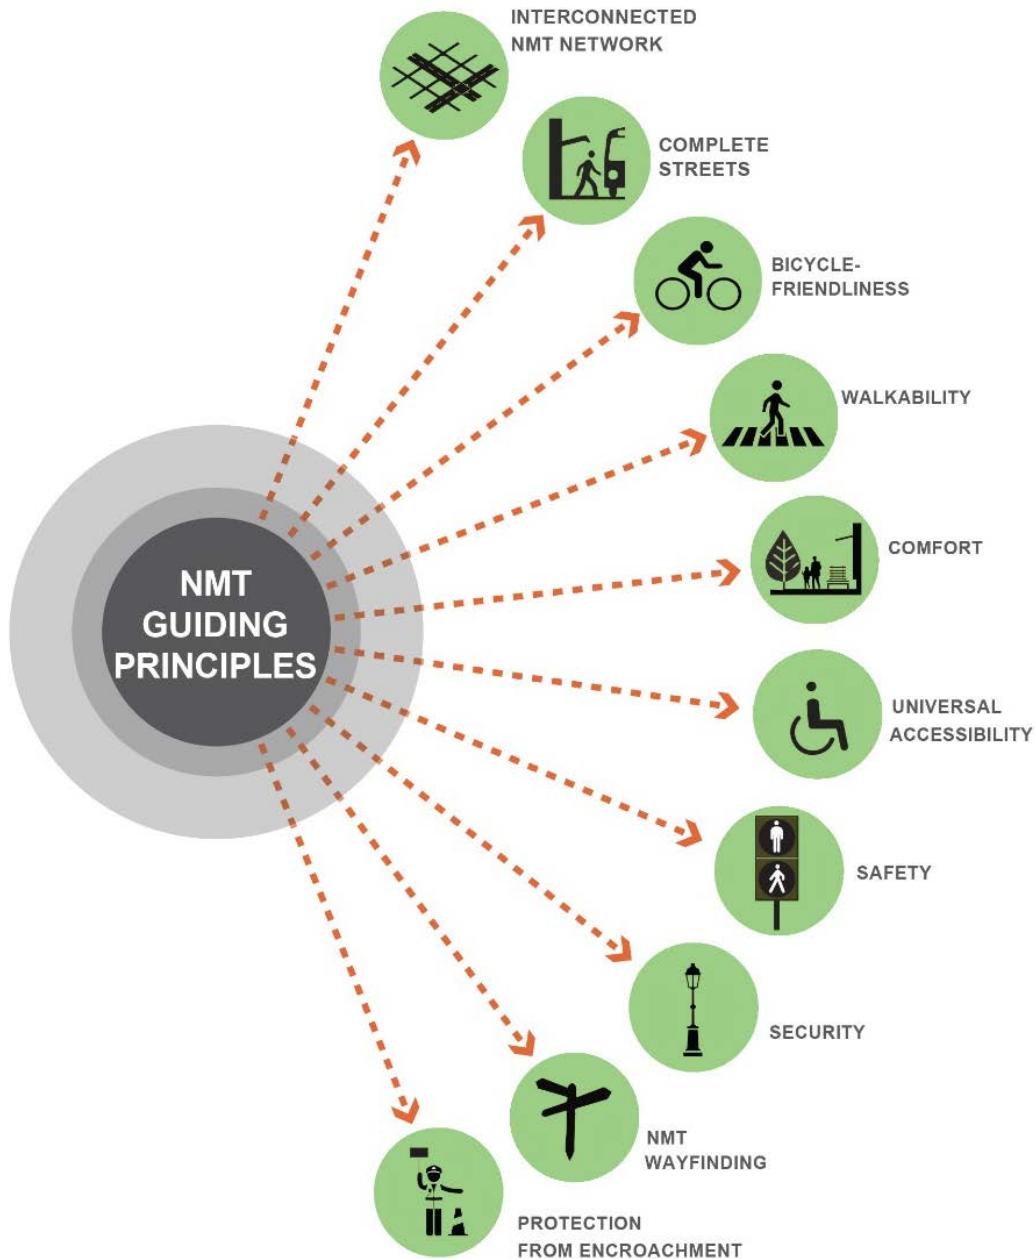 INTERCONNECTED
NMT NETWORK
COMPLETE
STREETS
BICYCLE-
FRIENDLINESS
WALKABILITY
COMFORT
NMT
GUIDING
PRINCIPLES
UNIVERSAL
ACCESSIBILITY
SAFETY
SECURITY
NMT
WAYFINDING
PROTECTION
FROM ENCROACHMENT